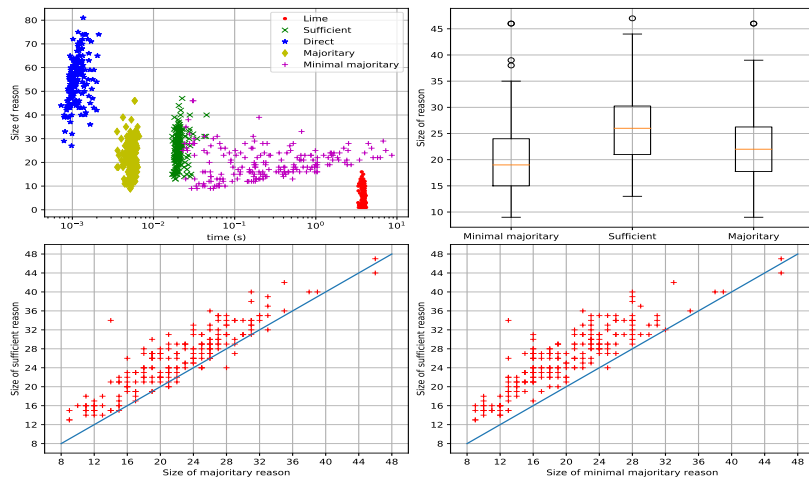 Lime
Sufficient
Direct
Majoritary
Minimal majoritary
Size of reason
80
70
60
50
40
30
20
10
0
10⁻³ 10⁻² 10⁻¹ 10⁰ 10¹
time (s)
Size of reason
45
40
35
30
25
20
15
10
Minimal majoritary Sufficient Majoritary
Size of sufficient reason
48
44
40
36
32
28
24
20
16
12
8
8 12 16 20 24 28 32 36 40 44 48
Size of majoritary reason
Size of sufficient reason
48
44
40
36
32
28
24
20
16
12
8
8 12 16 20 24 28 32 36 40 44 48
Size of minimal majoritary reason